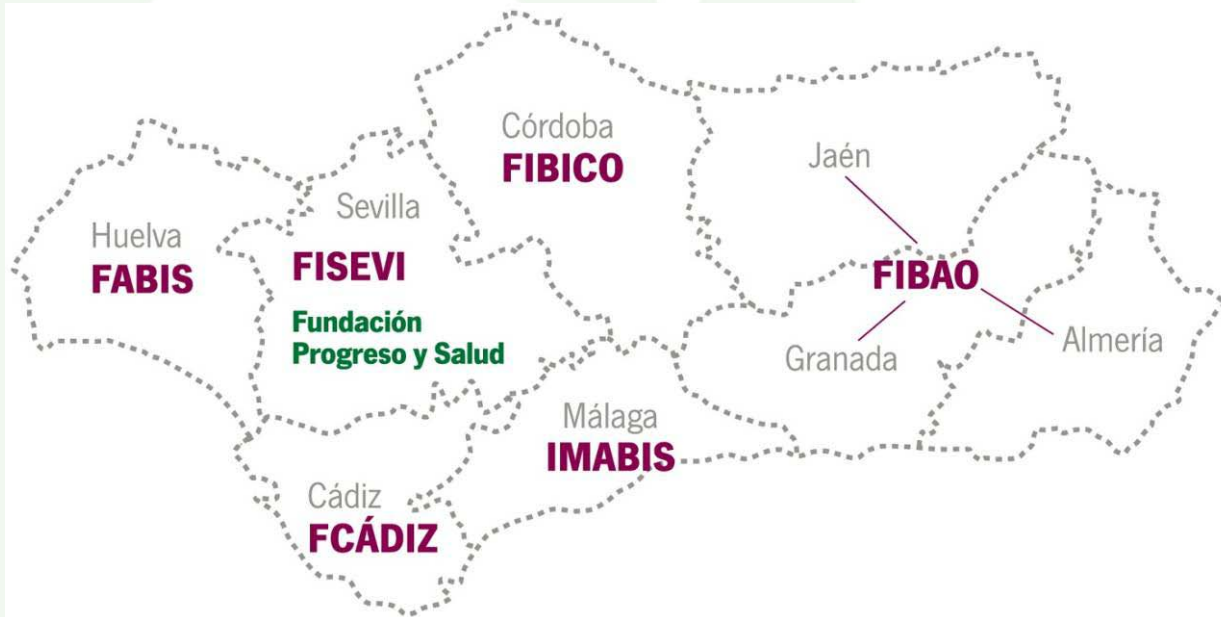 Córdoba
FIBICO
Jaén
Sevilla
FISEVI
Fundación
Progreso y Salud
Huelva
FABIS
FIBAO
Granada
Almería
Málaga
IMABIS
Cádiz
FCÁDIZ